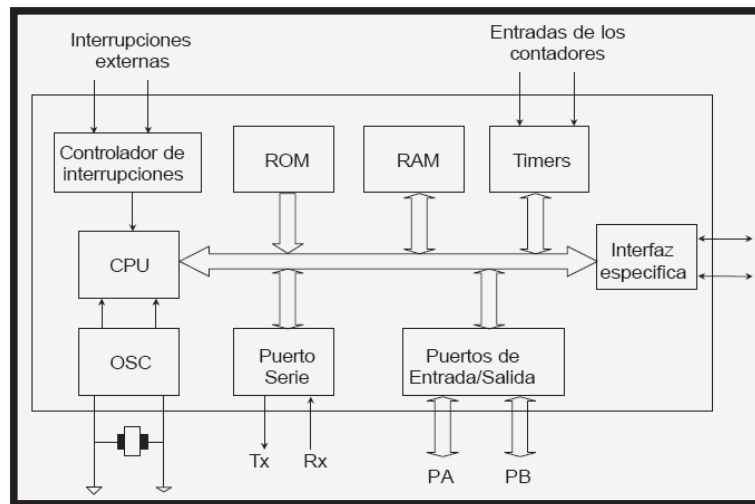 Interrupciones
externas
Entradas de los
contadores
Controlador de
interrupciones
ROM
RAM
Timers
CPU
Interfaz
especifica
OSC
Puerto
Serie
Puertos de
Entrada/Salida
Tx
Rx
PA
PB